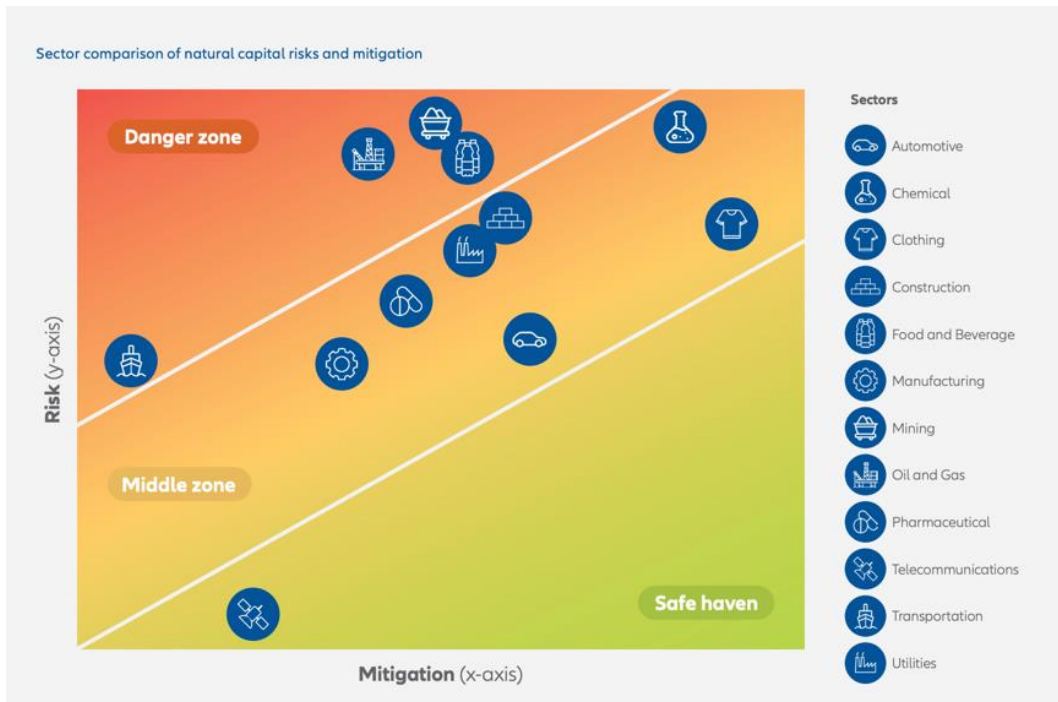 Sector comparison of natural capital risks and mitigation
Danger zone
Middle zone
Safe haven
Risk (y-axis)
Mitigation (x-axis)
Sectors
Automotive
Chemical
Clothing
Construction
Food and Beverage
Manufacturing
Mining
Oil and Gas
Pharmaceutical
Telecommunications
Transportation
Utilities